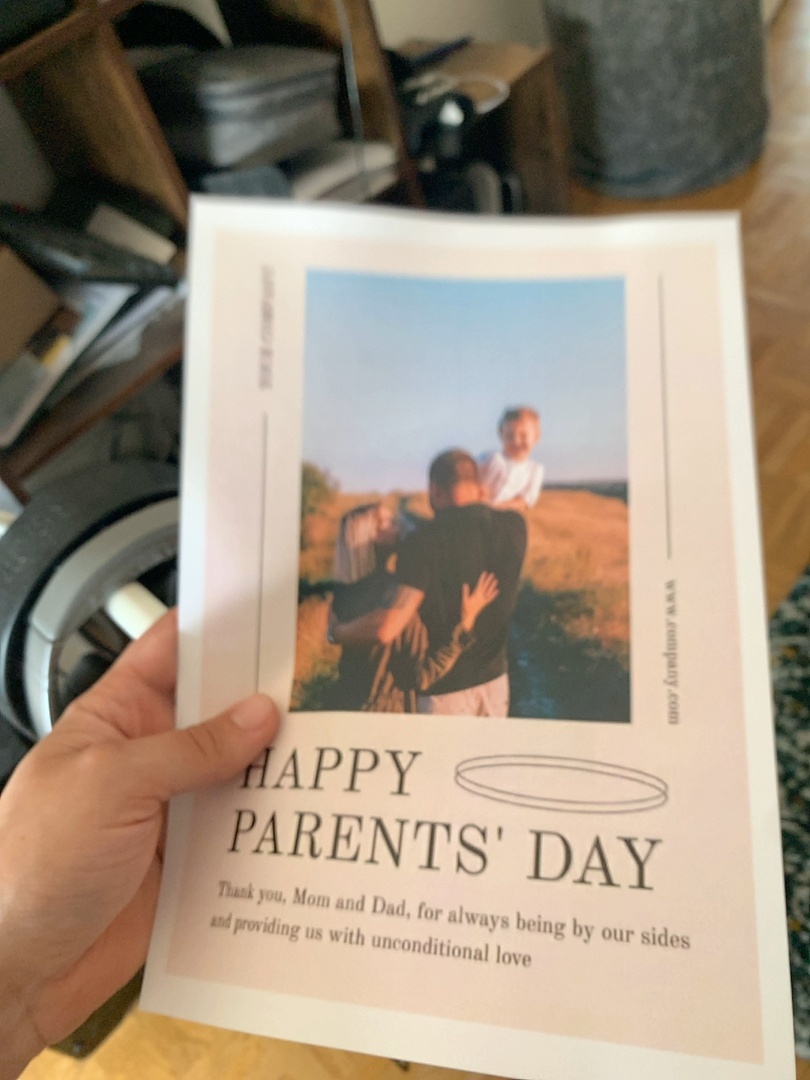 www.company.com
HAPPY
PARENTS' DAY
Thank you, Mom and Dad, for always being by our sides
and providing us with unconditional love